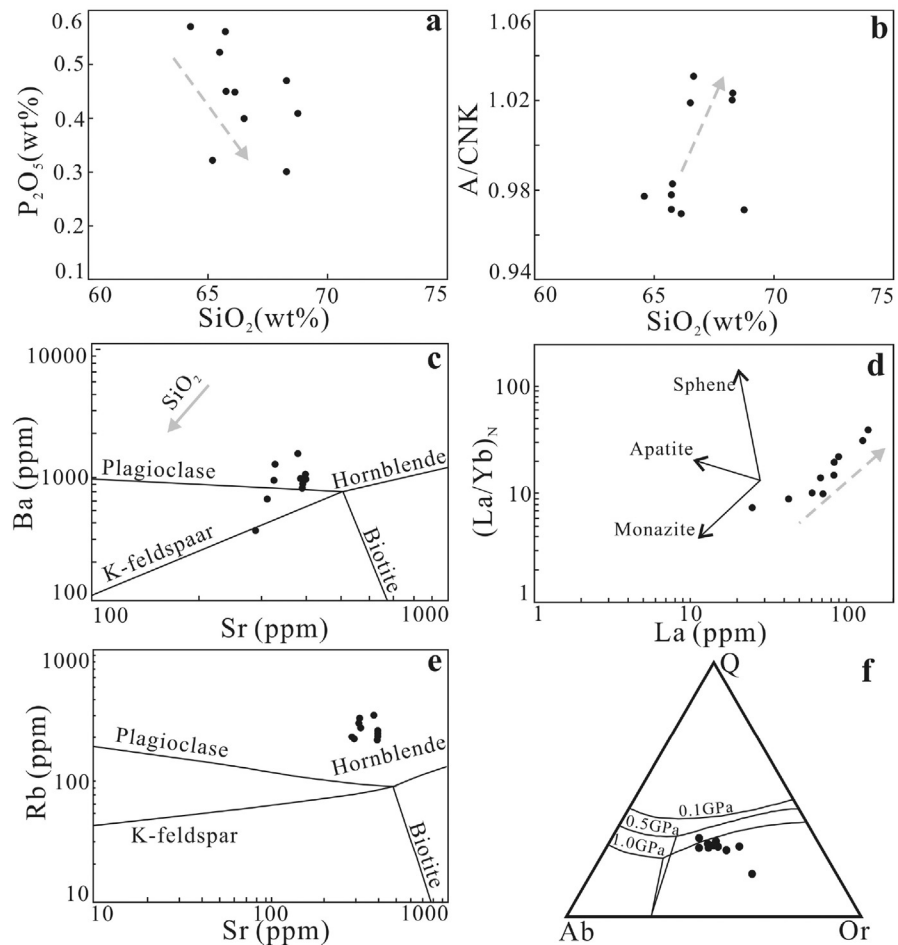 a
P₂O₅(wt%)
0.6
0.5
0.4
0.3
0.2
0.1
60 65 70 75
SiO₂(wt%)
b
A/CNK
1.06
1.02
0.98
0.94
60 65 70 75
SiO₂(wt%)
c
Ba (ppm)
10000
1000
100
SiO₂
Plagioclase
Hornblende
K-feldspaar
Biotite
100 1000
Sr (ppm)
d
(La/Yb)N
100
10
1
Sphene
Apatite
Monazite
1 10 100
La (ppm)
e
Rb (ppm)
1000
100
10
Plagioclase
Hornblende
K-feldspar
Biotite
10 100 1000
Sr (ppm)
f
Q
0.1GPa
0.5GPa
1.0GPa
Ab Or